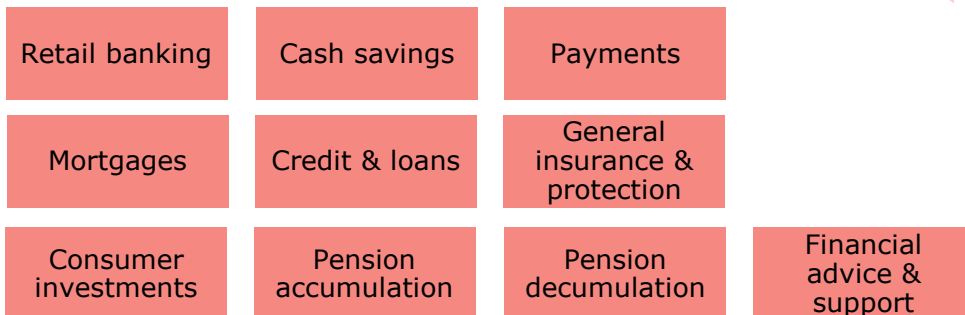 Retail banking
Cash savings
Payments
Mortgages
Credit & loans
General
insurance &
protection
Consumer
investments
Pension
accumulation
Pension
decumulation
Financial
advice &
support